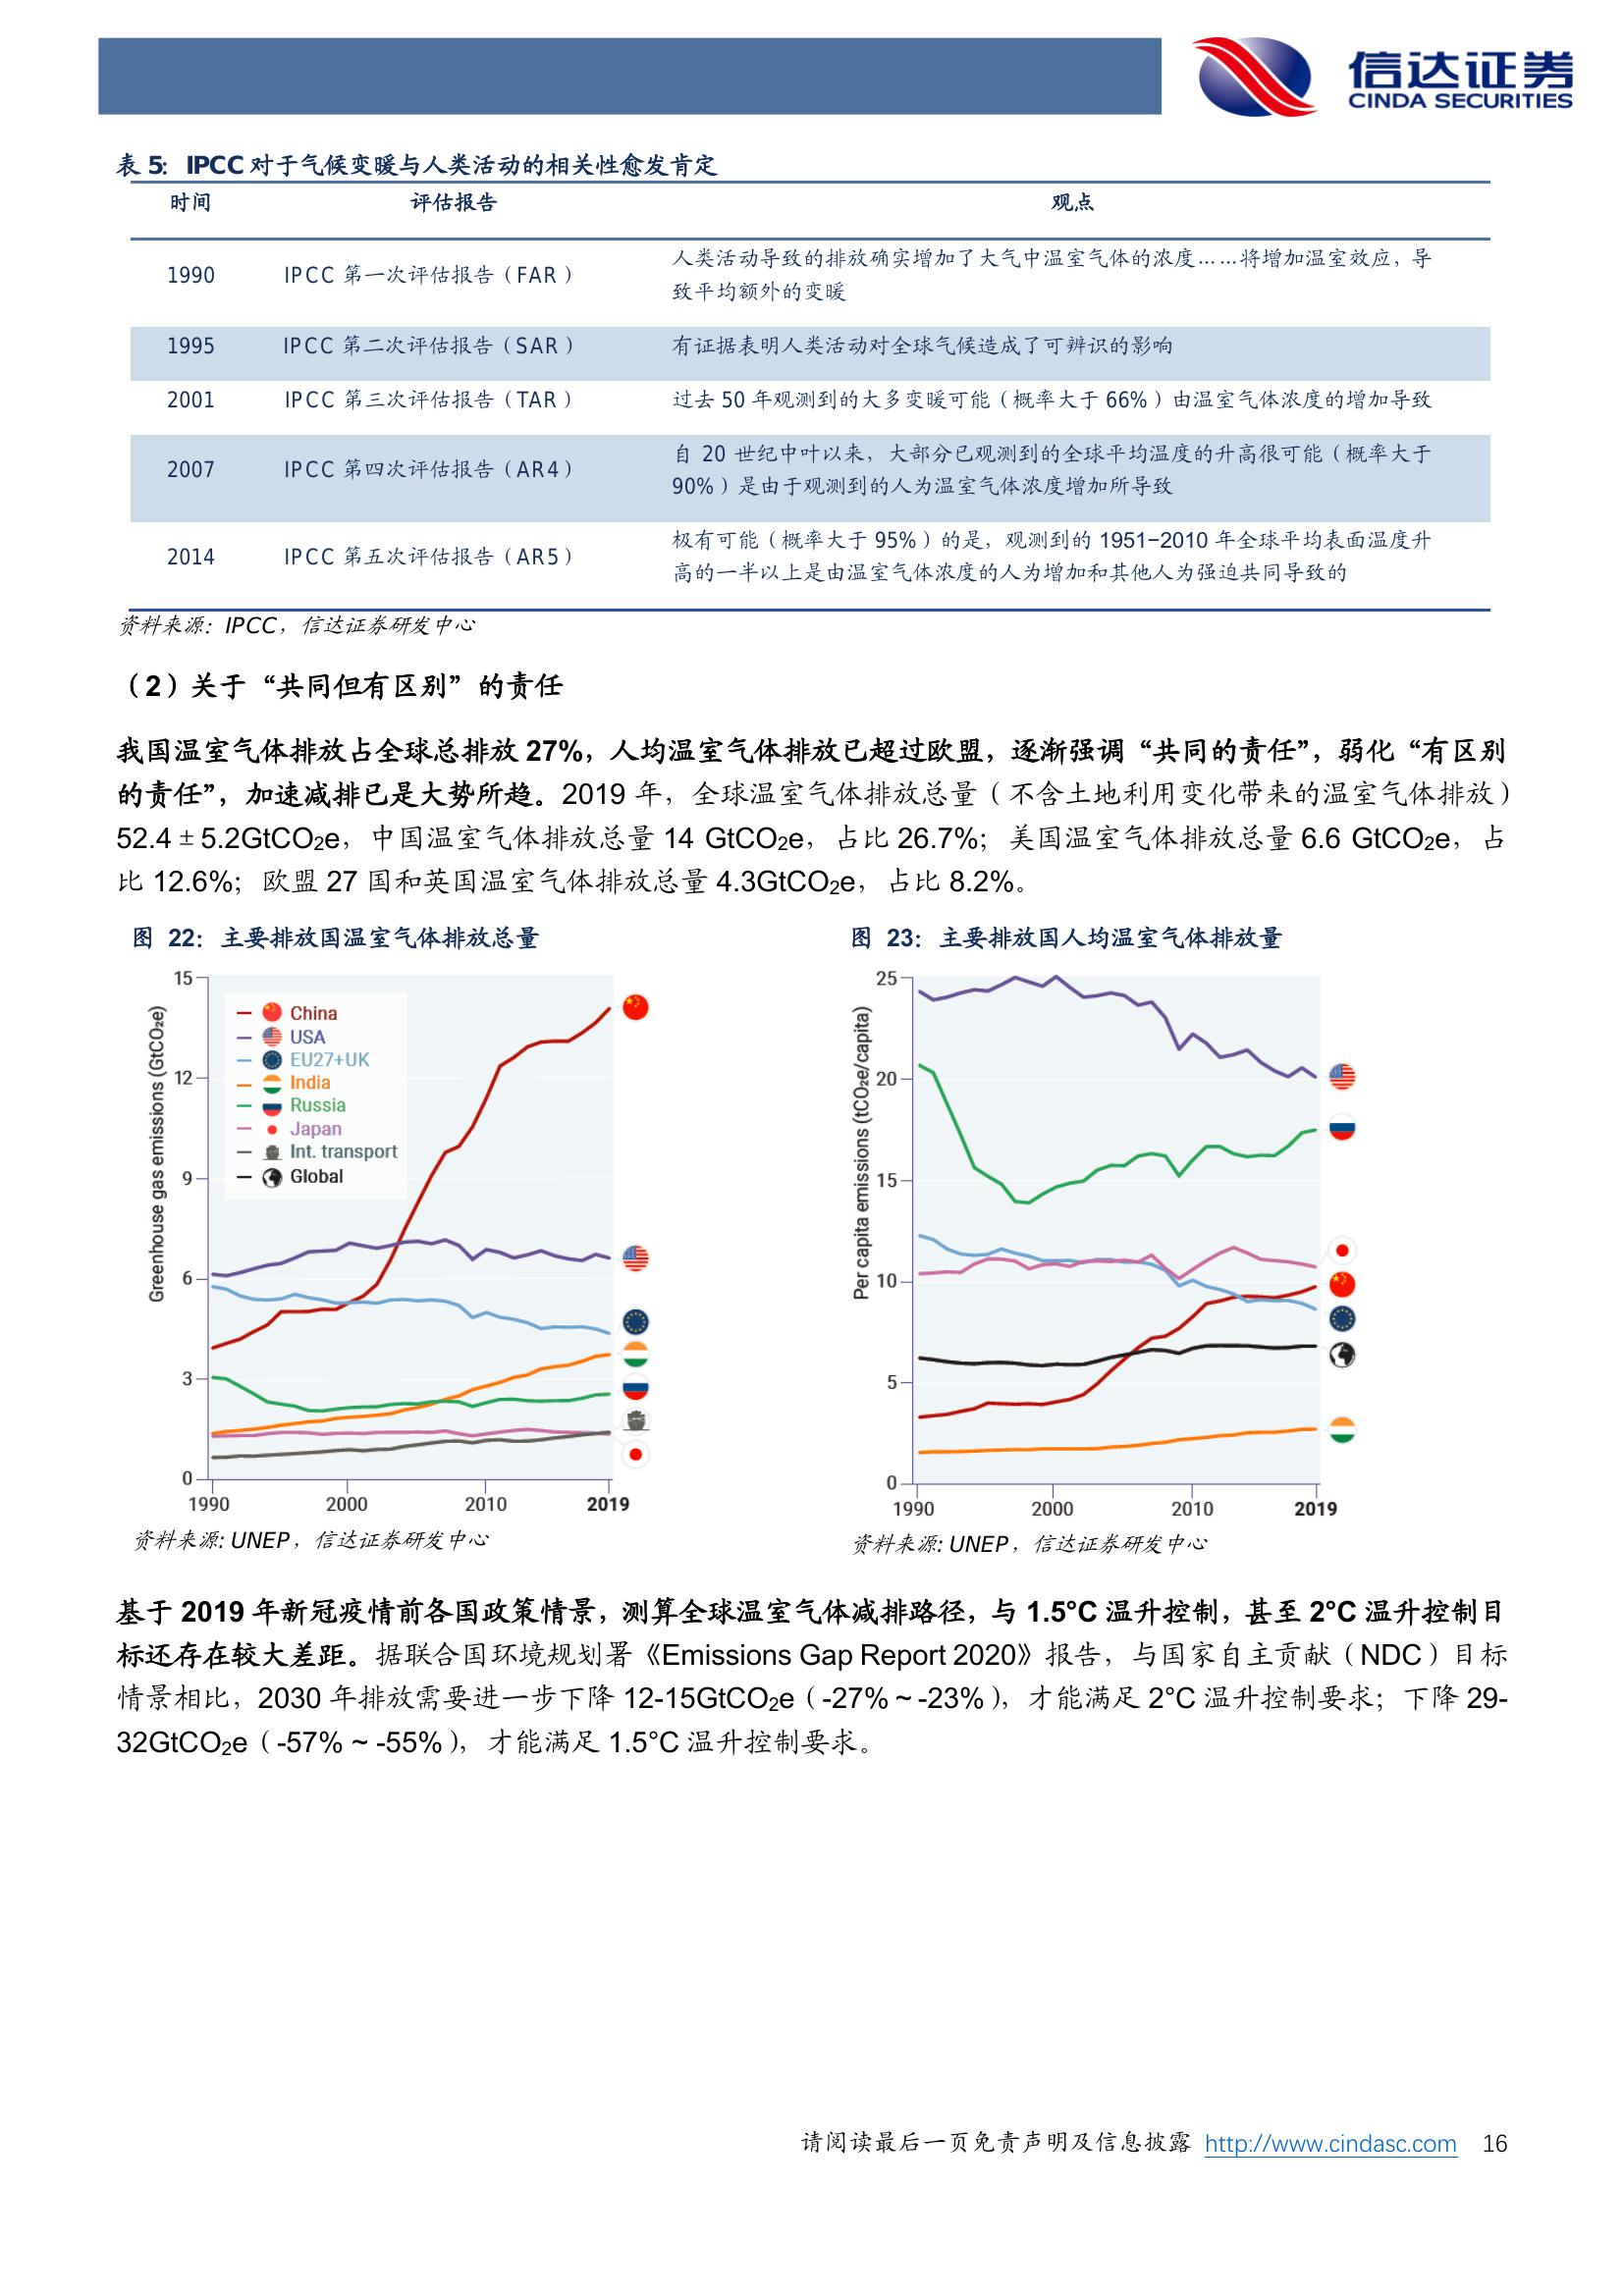 信达证券
CINDA SECURITIES
表 5: IPCC 对于气候变暖与人类活动的相关性愈发肯定
时间 评估报告 观点
1990 IPCC 第一次评估报告（FAR） 人类活动导致的排放确实增加了大气中温室气体的浓度……将增加温室效应，导
致平均额外的变暖
1995 IPCC 第二次评估报告（SAR） 有证据表明人类活动对全球气候造成了可辨识的影响
2001 IPCC 第三次评估报告（TAR） 过去 50 年观测到的大多变暖可能（概率大于 66%）由温室气体浓度的增加导致
2007 IPCC 第四次评估报告（AR4） 自 20 世纪中叶以来，大部分已观测到的全球平均温度的升高很可能（概率大于
90%）是由于观测到的人为温室气体浓度增加所导致
2014 IPCC 第五次评估报告（AR5） 极有可能（概率大于 95%）的是，观测到的 1951-2010 年全球平均表面温度升
高的一半以上是由温室气体浓度的人为增加和其他人为强迫共同导致的
资料来源：IPCC，信达证券研发中心
（2）关于“共同但有区别”的责任
我国温室气体排放占全球总排放 27%，人均温室气体排放已超过欧盟，逐渐强调“共同的责任”，弱化“有区别
的责任”，加速减排已是大势所趋。2019 年，全球温室气体排放总量（不含土地利用变化带来的温室气体排放）
52.4±5.2GtCO₂e，中国温室气体排放总量 14 GtCO₂e，占比 26.7%；美国温室气体排放总量 6.6 GtCO₂e，占
比 12.6%；欧盟 27 国和英国温室气体排放总量 4.3GtCO₂e，占比 8.2%。
图 22：主要排放国温室气体排放总量
Greenhouse gas emissions (GtCO₂e)
15
12
9
6
3
0
China
USA
EU27+UK
India
Russia
Japan
Int. transport
Global
1990 2000 2010 2019
资料来源: UNEP，信达证券研发中心
图 23：主要排放国人均温室气体排放量
Per capita emissions (tCO₂e/capita)
25
20
15
10
5
0
1990 2000 2010 2019
资料来源: UNEP，信达证券研发中心
基于 2019 年新冠疫情前各国政策情景，测算全球温室气体减排路径，与 1.5°C 温升控制，甚至 2°C 温升控制目
标还存在较大差距。据联合国环境规划署《Emissions Gap Report 2020》报告，与国家自主贡献（NDC）目标
情景相比，2030 年排放需要进一步下降 12-15GtCO₂e（-27%～-23%），才能满足 2°C 温升控制要求；下降 29-
32GtCO₂e（-57%～-55%），才能满足 1.5°C 温升控制要求。
请阅读最后一页免责声明及信息披露 http://www.cindasc.com 16